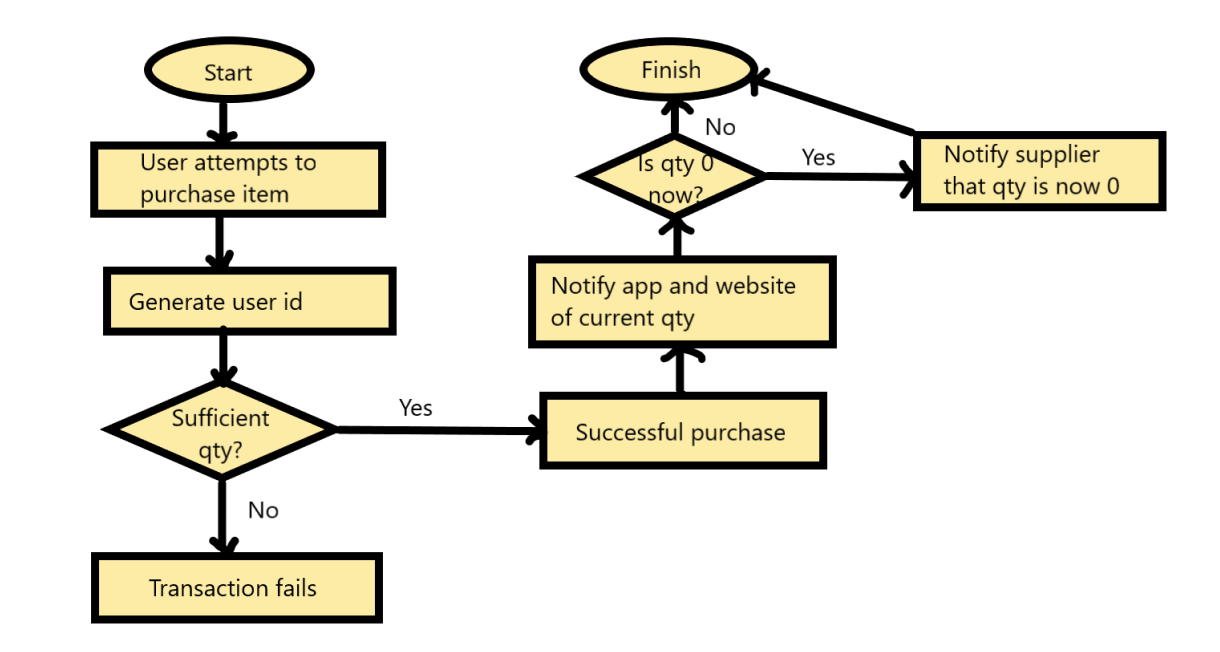 Start
User attempts to
purchase item
Generate user id
Sufficient
qty?
Yes
No
Transaction fails
Successful purchase
Notify app and website
of current qty
Is qty 0
now?
No
Yes
Notify supplier
that qty is now 0
Finish